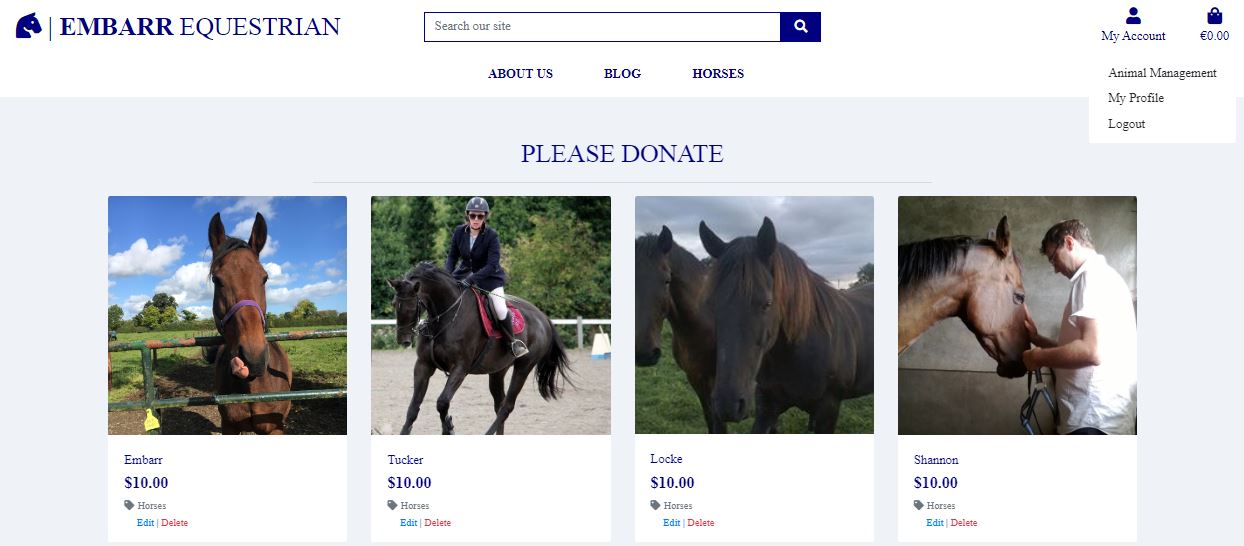 | EMBARR EQUESTRIAN
Search our site
My Account
€0.00
ABOUT US BLOG HORSES
Animal Management
My Profile
Logout
PLEASE DONATE
Embarr
$10.00
Horses
Edit | Delete
Tucker
$10.00
Horses
Edit | Delete
Locke
$10.00
Horses
Edit | Delete
Shannon
$10.00
Horses
Edit | Delete